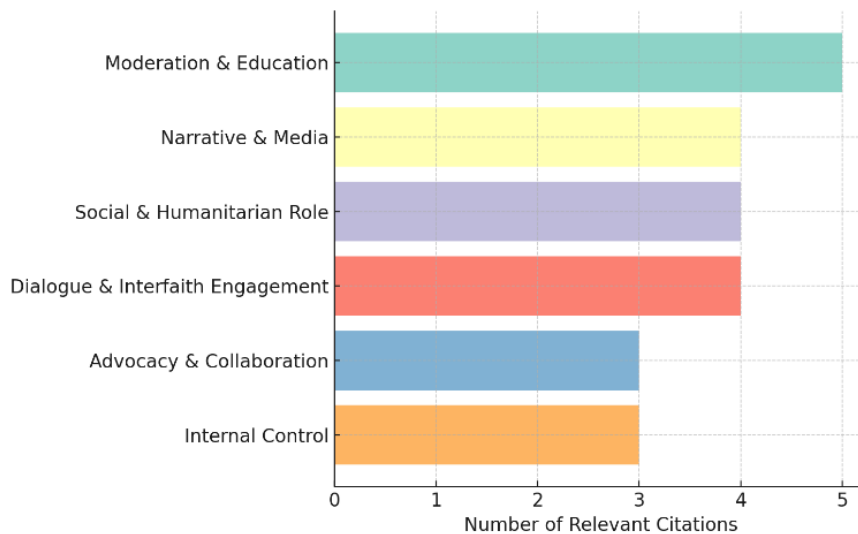 Moderation & Education
Narrative & Media
Social & Humanitarian Role
Dialogue & Interfaith Engagement
Advocacy & Collaboration
Internal Control
0 1 2 3 4 5
Number of Relevant Citations